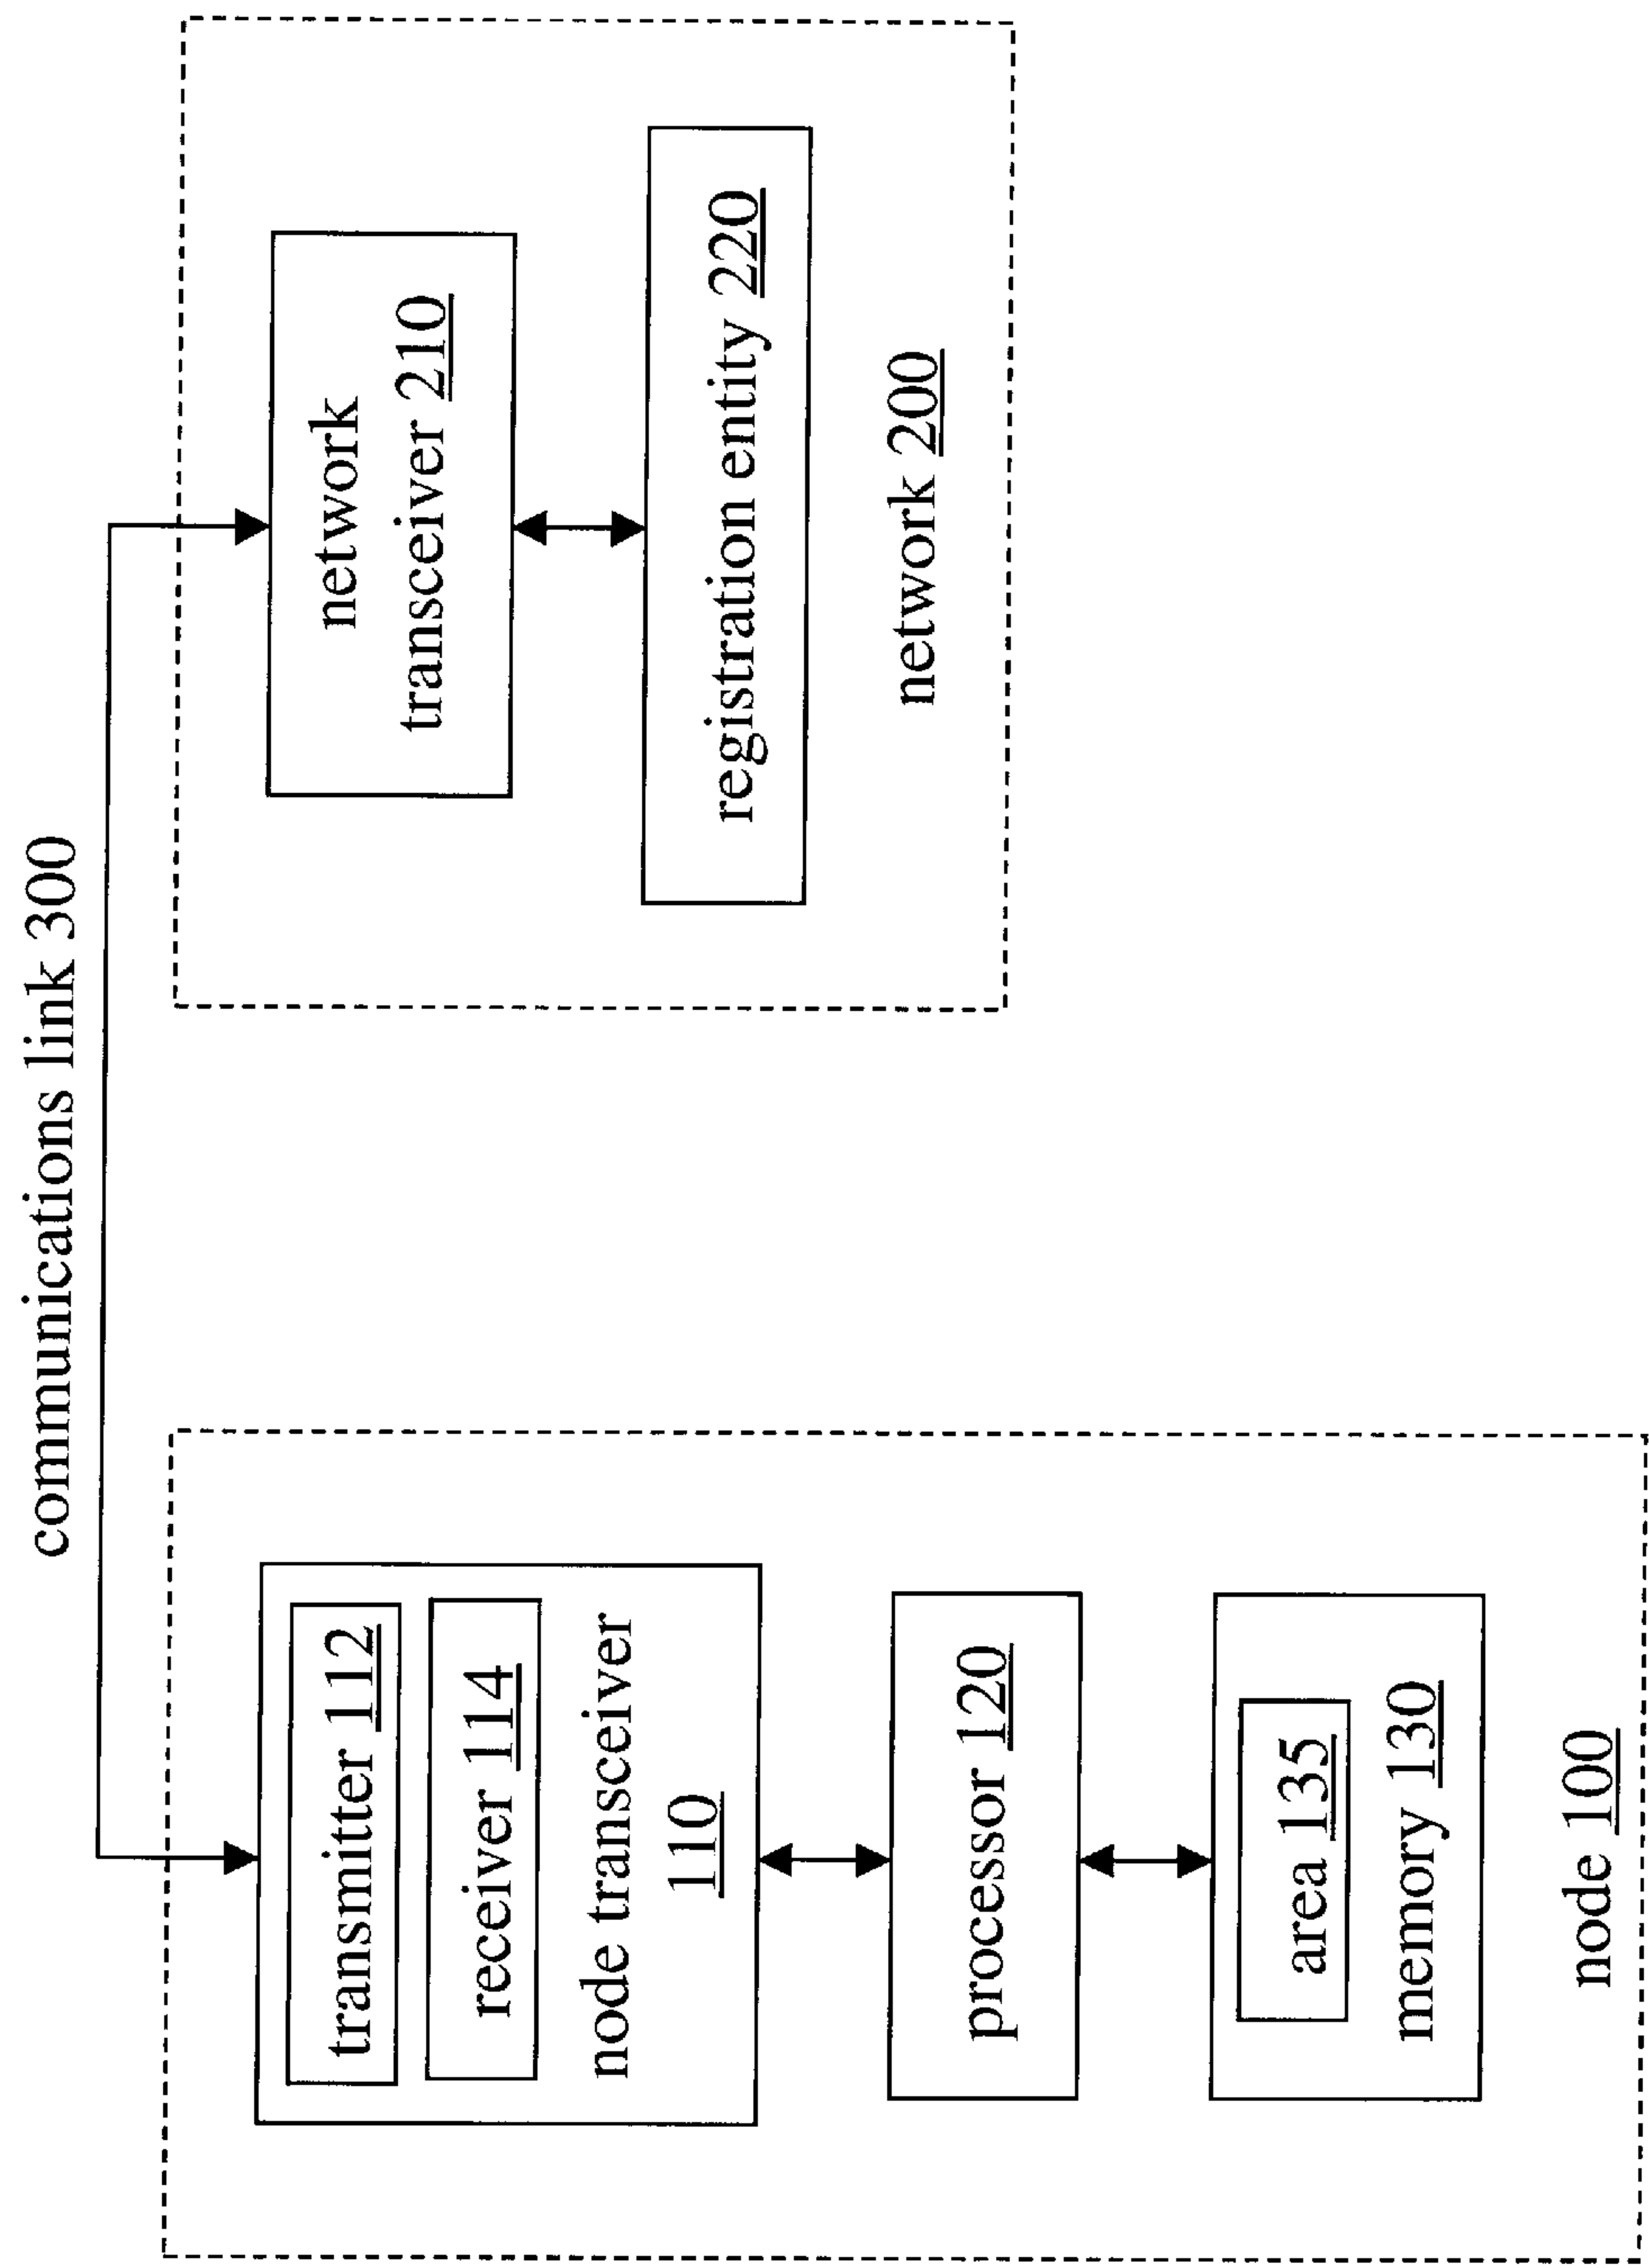 communications link 300
transmitter 112
receiver 114
node transceiver
110
processor 120
area 135
memory 130
node 100
network
transceiver 210
registration entity 220
network 200